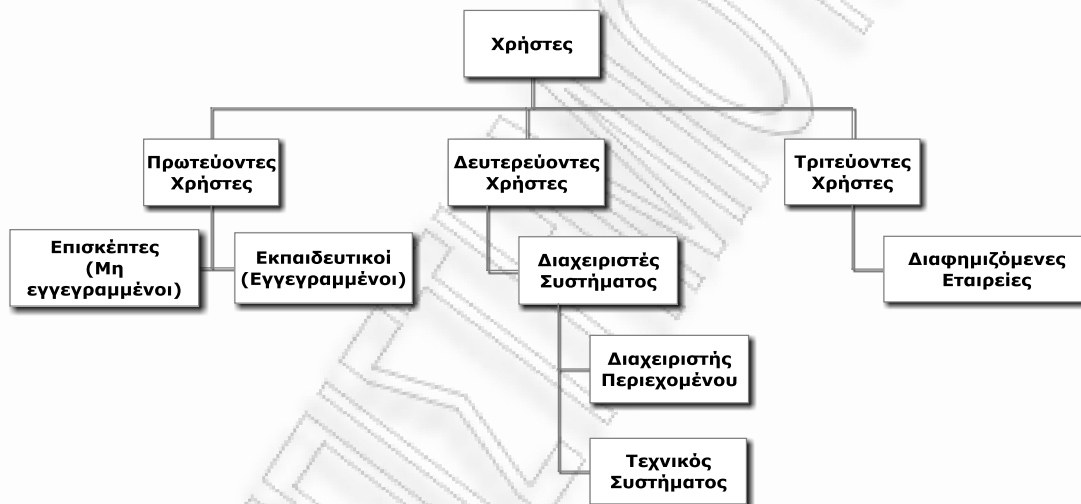 Χρήστες
Πρωτεύοντες
Χρήστες
Δευτερεύοντες
Χρήστες
Τριτεύοντες
Χρήστες
Επισκέπτες
(Μη
εγγεγραμμένοι)
Εκπαιδευτικοί
(Εγγεγραμμένοι)
Διαχειριστές
Συστήματος
Διαφημιζόμενες
Εταιρείες
Διαχειριστής
Περιεχομένου
Τεχνικός
Συστήματος